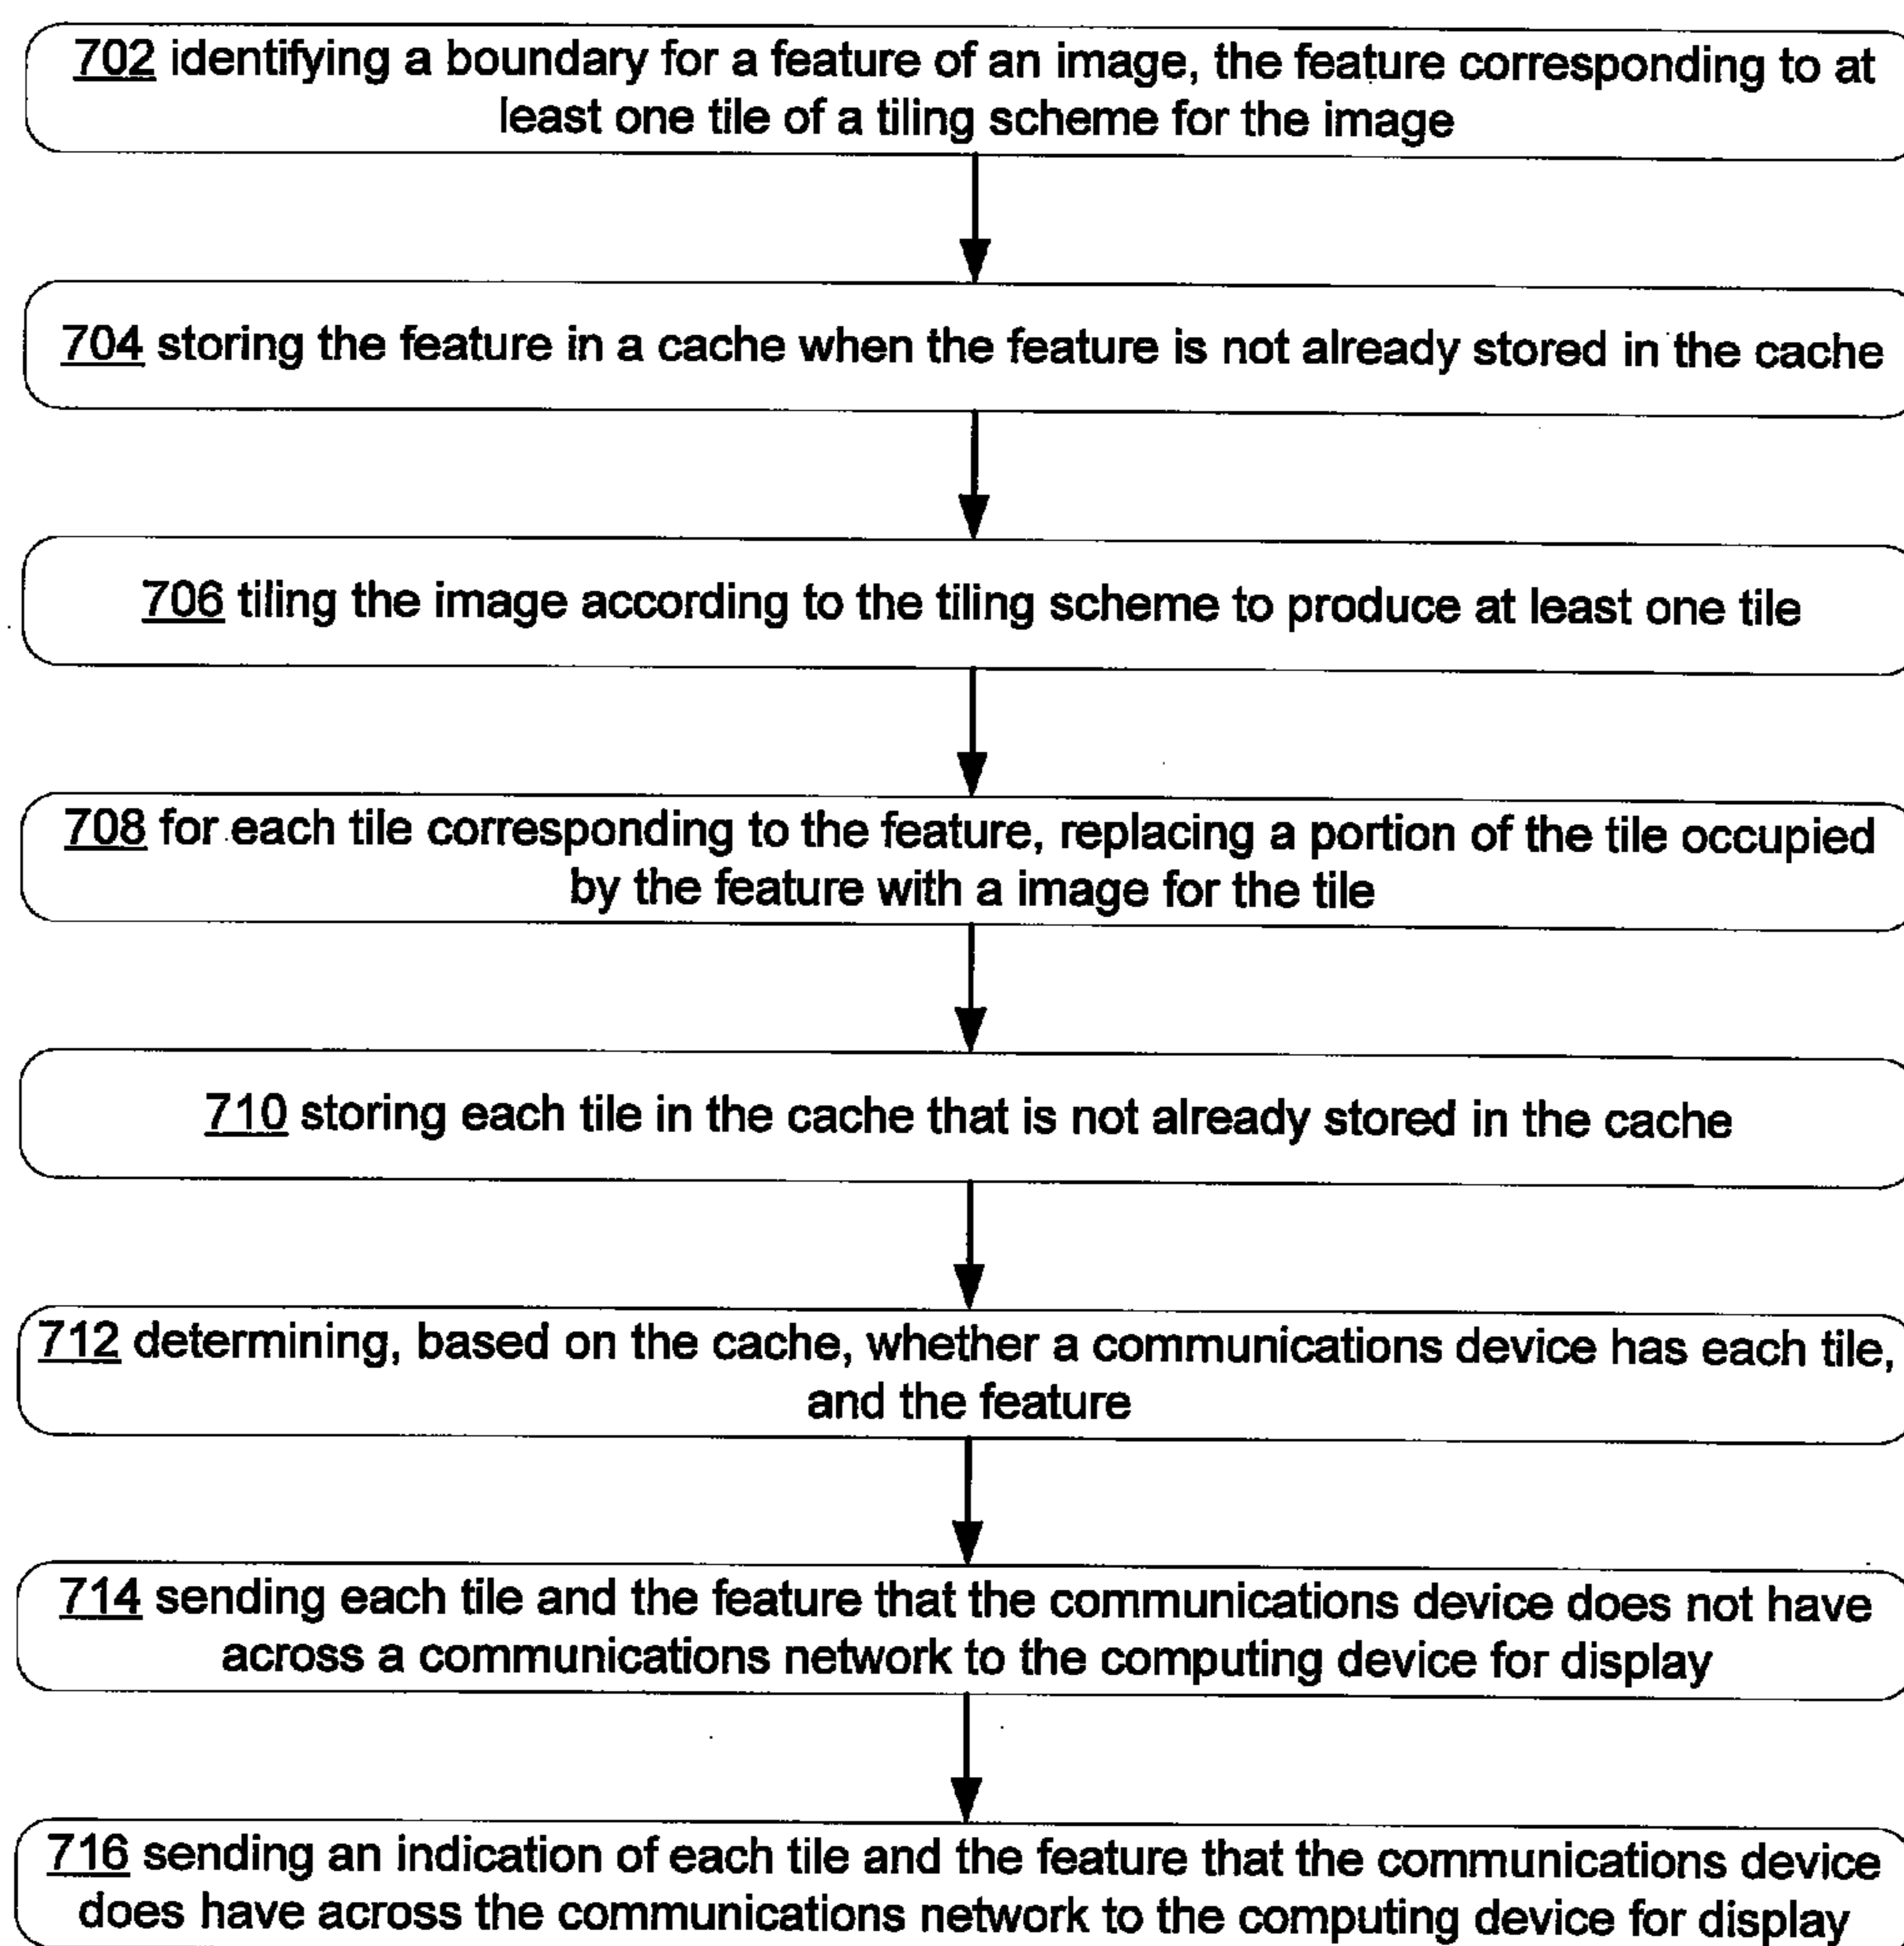 702 identifying a boundary for a feature of an image, the feature corresponding to at
least one tile of a tiling scheme for the image
704 storing the feature in a cache when the feature is not already stored in the cache
706 tiling the image according to the tiling scheme to produce at least one tile
708 for each tile corresponding to the feature, replacing a portion of the tile occupied
by the feature with a image for the tile
710 storing each tile in the cache that is not already stored in the cache
712 determining, based on the cache, whether a communications device has each tile,
and the feature
714 sending each tile and the feature that the communications device does not have
across a communications network to the computing device for display
716 sending an indication of each tile and the feature that the communications device
does have across the communications network to the computing device for display